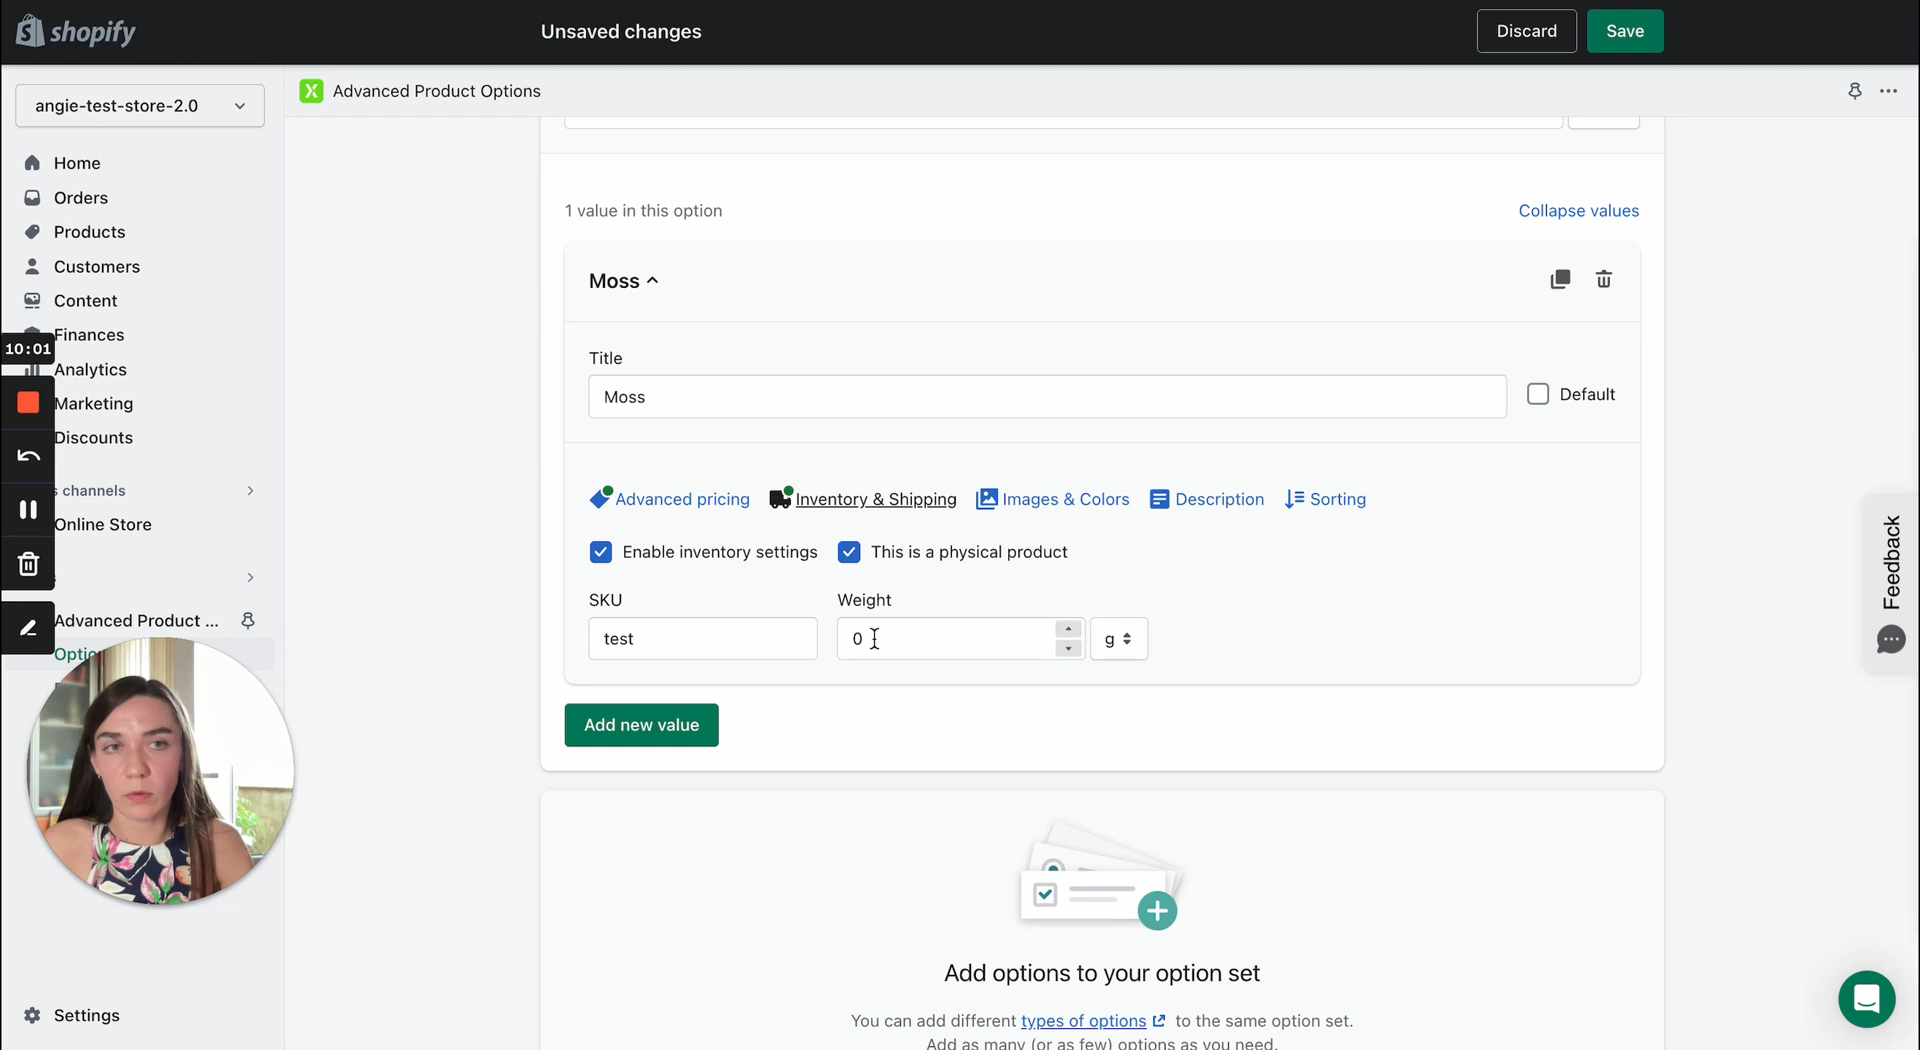 shopify
Unsaved changes
Discard
Save
angie-test-store-2.0
Advanced Product Options
Home
Orders
Products
Customers
Content
Finances
10:01
Analytics
Marketing
Discounts
channels
Online Store
Advanced Product ...
Optio
Settings
1 value in this option
Collapse values
Moss
Title
Moss
Default
Advanced pricing
Inventory & Shipping
Images & Colors
Description
Sorting
Enable inventory settings
This is a physical product
SKU
Weight
test
0
g
Add new value
Feedback
Add options to your option set
You can add different types of options to the same option set.
Add as many (or as few) options as you need.